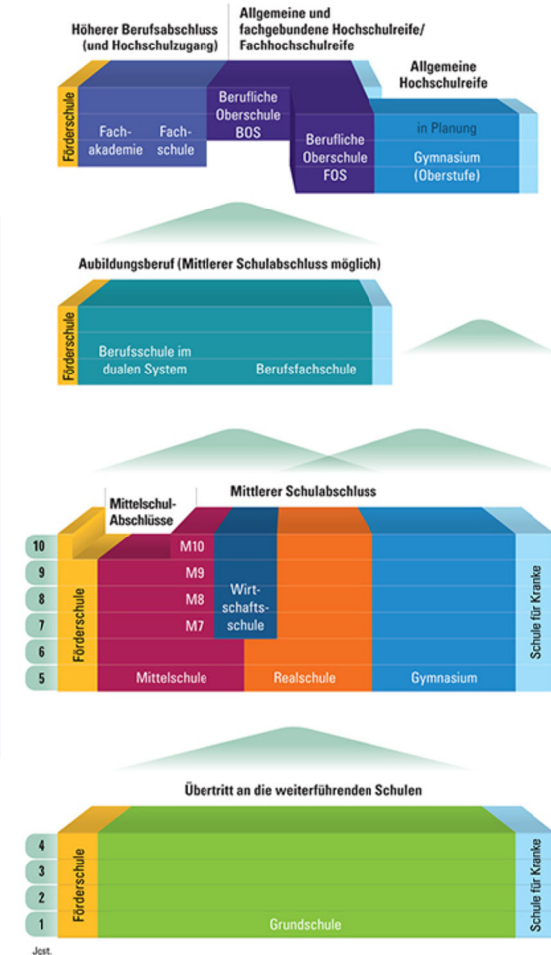 Höherer Berufsabschluss
(und Hochschulzugang)
Allgemeine und
fachgebundene Hochschulreife/
Fachhochschulreife
Allgemeine
Hochschulreife
Förderschule
Fach-
akademie
Fach-
schule
Berufliche
Oberschule
BOS
Berufliche
Oberschule
FOS
in Planung
Gymnasium
(Oberstufe)
Aubildungsberuf (Mittlerer Schulabschluss möglich)
Förderschule
Berufsschule im
dualen System
Berufsfachschule
Mittelschul-
Abschlüsse
Mittlerer Schulabschluss
10
9
8
7
6
5
Förderschule
M10
M9
M8
M7
Mittelschule
Wirt-
schafts-
schule
Realschule
Gymnasium
Schule für Kranke
Übertritt an die weiterführenden Schulen
4
3
2
1
Förderschule
Grundschule
Schule für Kranke
Jgst.